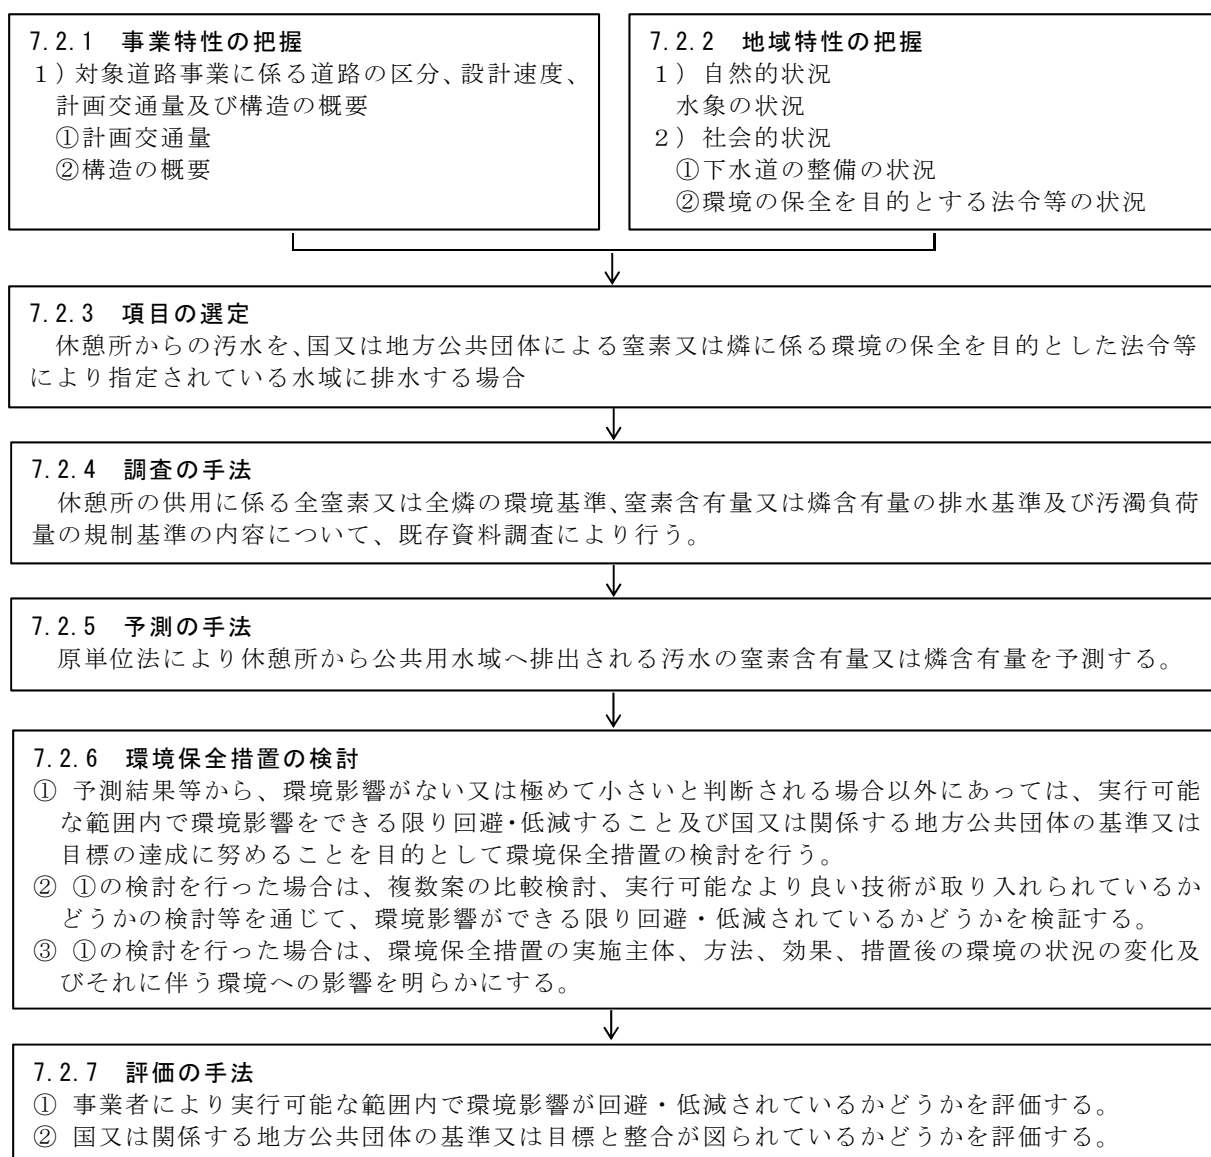 7.2.1 事業特性の把握
１）対象道路事業に係る道路の区分、設計速度、
計画交通量及び構造の概要
①計画交通量
②構造の概要
7.2.2 地域特性の把握
１）自然的状況
水象の状況
２）社会的状況
①下水道の整備の状況
②環境の保全を目的とする法令等の状況
7.2.3 項目の選定
休憩所からの汚水を、国又は地方公共団体による窒素又は燐に係る環境の保全を目的とした法令等
により指定されている水域に排水する場合
7.2.4 調査の手法
休憩所の供用に係る全窒素又は全燐の環境基準、窒素含有量又は燐含有量の排水基準及び汚濁負荷
量の規制基準の内容について、既存資料調査により行う。
7.2.5 予測の手法
原単位法により休憩所から公共用水域へ排出される汚水の窒素含有量又は燐含有量を予測する。
7.2.6 環境保全措置の検討
① 予測結果等から、環境影響がない又は極めて小さいと判断される場合以外にあっては、実行可能
な範囲内で環境影響をできる限り回避・低減すること及び国又は関係する地方公共団体の基準又は
目標の達成に努めることを目的として環境保全措置の検討を行う。
② ①の検討を行った場合は、複数案の比較検討、実行可能なより良い技術が取り入れられているか
どうかの検討等を通じて、環境影響ができる限り回避・低減されているかどうかを検証する。
③ ①の検討を行った場合は、環境保全措置の実施主体、方法、効果、措置後の環境の状況の変化及
びそれに伴う環境への影響を明らかにする。
7.2.7 評価の手法
① 事業者により実行可能な範囲内で環境影響が回避・低減されているかどうかを評価する。
② 国又は関係する地方公共団体の基準又は目標と整合が図られているかどうかを評価する。